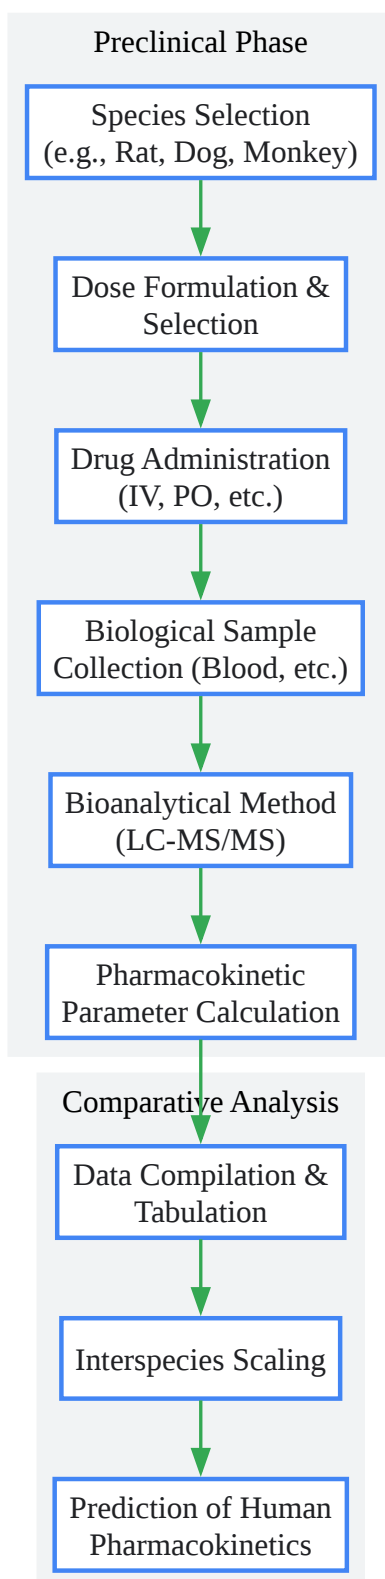 Preclinical Phase
Species Selection
(e.g., Rat, Dog, Monkey)
Dose Formulation &
Selection
Drug Administration
(IV, PO, etc.)
Biological Sample
Collection (Blood, etc.)
Bioanalytical Method
(LC-MS/MS)
Pharmacokinetic
Parameter Calculation
Comparative Analysis
Data Compilation &
Tabulation
Interspecies Scaling
Prediction of Human
Pharmacokinetics